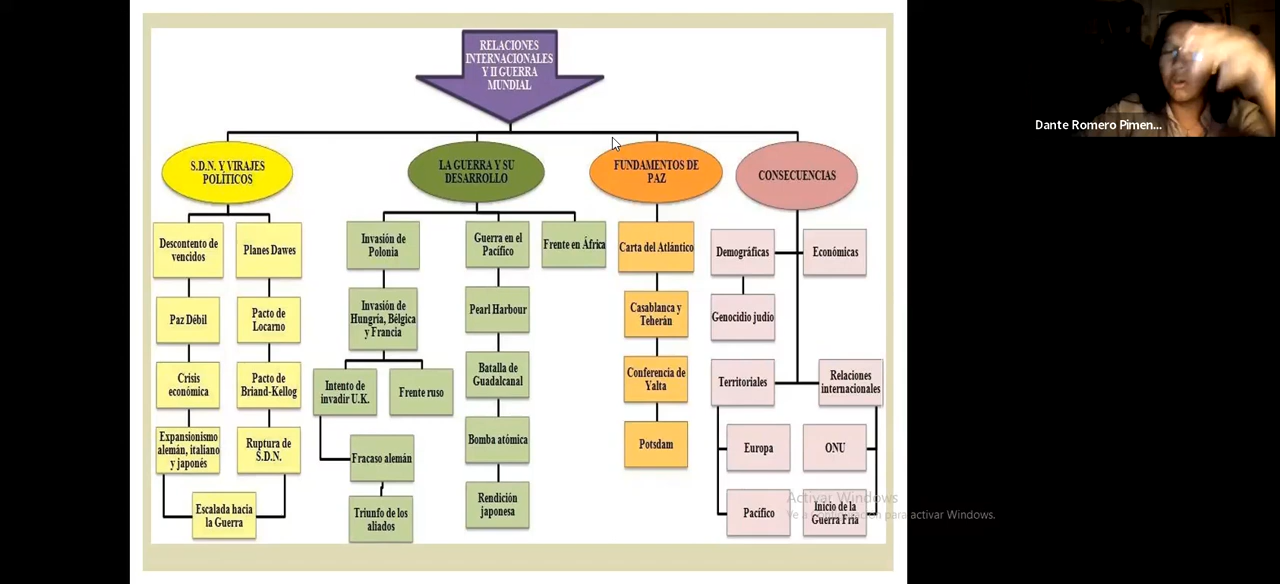 RELACIONES
INTERNACIONALES
Y II GUERRA
MUNDIAL
Dante Romero Pimen...
S.D.N. Y VIRAJES
POLÍTICOS
LA GUERRA Y SU
DESARROLLO
FUNDAMENTOS DE
PAZ
CONSECUENCIAS
Descontento de
vencidos
Paz Débil
Crisis
económica
Expansionismo
alemán, italiano
y japonés
Planes Dawes
Pacto de
Locarno
Pacto de
Briand-Kellog
Ruptura de
S.D.N.
Escalada hacia
la Guerra
Invasión de
Polonia
Invasión de
Hungría, Bélgica
y Francia
Intento de
invadir U.K.
Frente ruso
Fracaso alemán
Triunfo de los
aliados
Guerra en el
Pacífico
Pearl Harbour
Batalla de
Guadalcanal
Bomba atómica
Rendición
japonesa
Frente en África
Carta del Atlántico
Casablanca y
Teherán
Conferencia de
Yalta
Potsdam
Demográficas
Económicas
Genocidio judío
Territoriales
Relaciones
internacionales
Europa
ONU
Pacífico
Inicio de la
Guerra Fría
Activar Windows
Ve a Configuración para activar Windows.